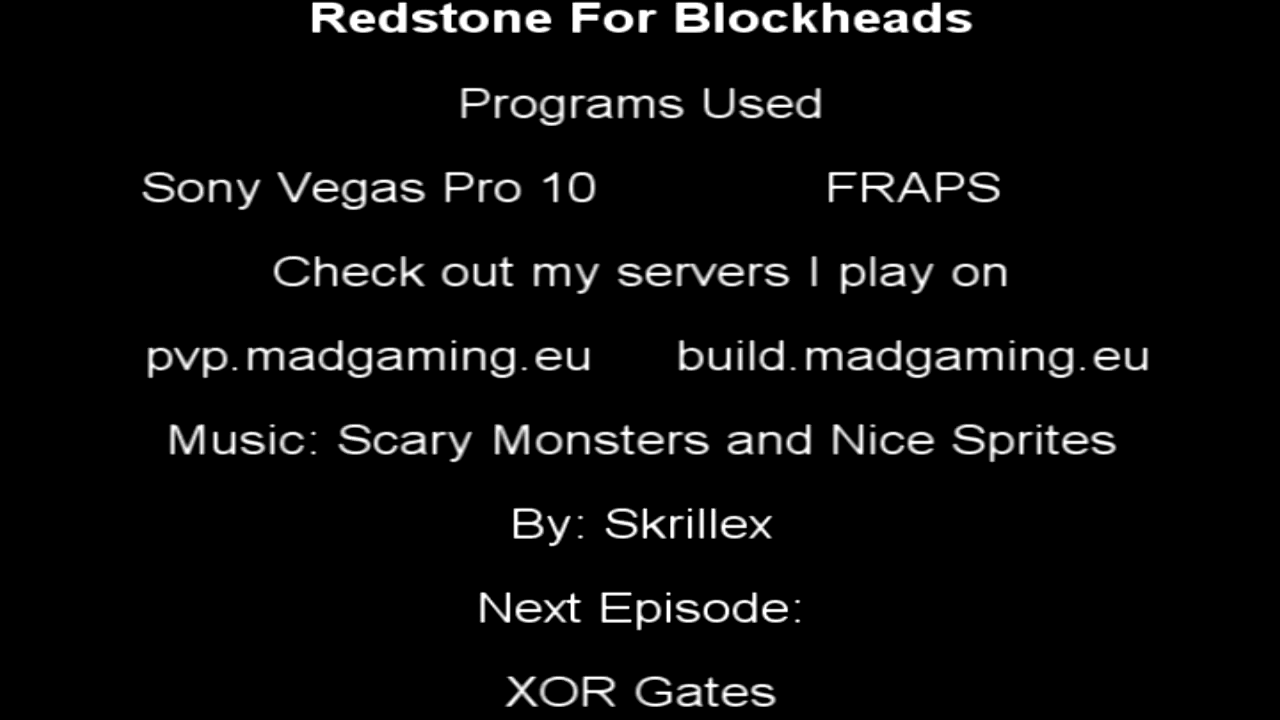 Redstone For Blockheads
Programs Used
Sony Vegas Pro 10 FRAPS
Check out my servers I play on
pvp.madgaming.eu build.madgaming.eu
Music: Scary Monsters and Nice Sprites
By: Skrillex
Next Episode:
XOR Gates